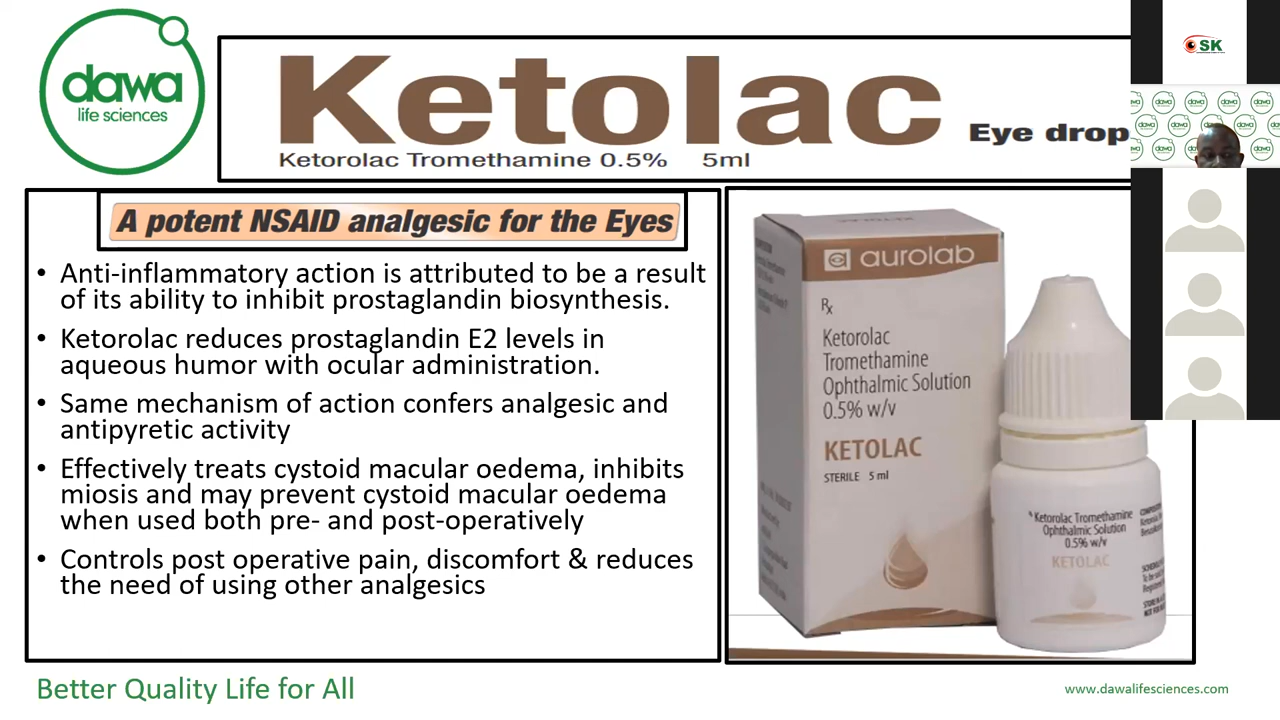 dawa
life sciences
Ketolac
Eye drop
Ketorolac Tromethamine 0.5% 5ml
SK
A potent NSAID analgesic for the Eyes
• Anti-inflammatory action is attributed to be a result
of its ability to inhibit prostaglandin biosynthesis.
• Ketorolac reduces prostaglandin E2 levels in
aqueous humor with ocular administration.
• Same mechanism of action confers analgesic and
antipyretic activity
• Effectively treats cystoid macular oedema, inhibits
miosis and may prevent cystoid macular oedema
when used both pre- and post-operatively
• Controls post operative pain, discomfort & reduces
the need of using other analgesics
KETOLAC
aurolab
Rx
Ketorolac
Tromethamine
Ophthalmic Solution
0.5% w/v
KETOLAC
STERILE 5 ml
Ketorolac Tromethamine
Ophthalmic Solution
0.5% w/v
KETOLAC
Better Quality Life for All
www.dawalifesciences.com